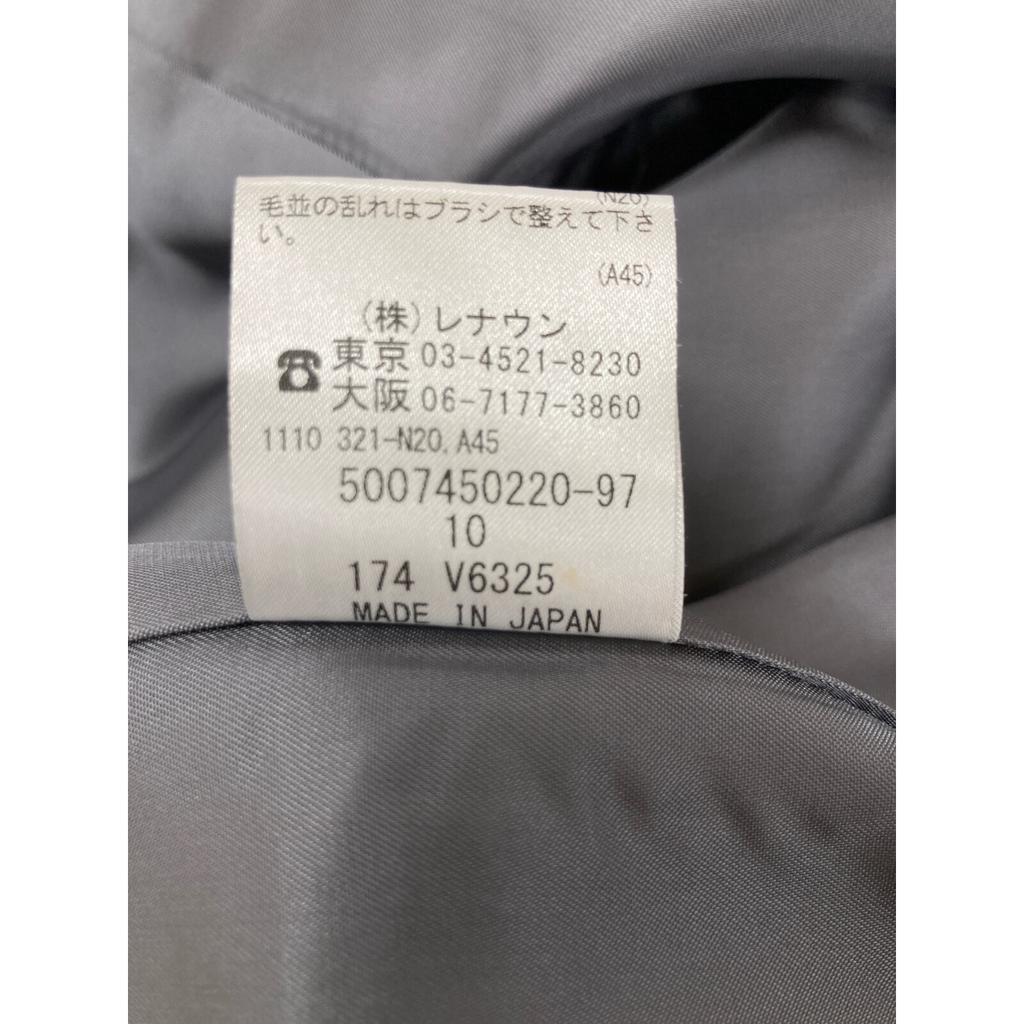 (N20)
毛並の乱れはブラシで整えて下さ
い。
(A45)
(株)レナウン
東京 03-4521-8230
大阪 06-7177-3860
1110 321-N20, A45
5007450220-97
10
174 V6325
MADE IN JAPAN